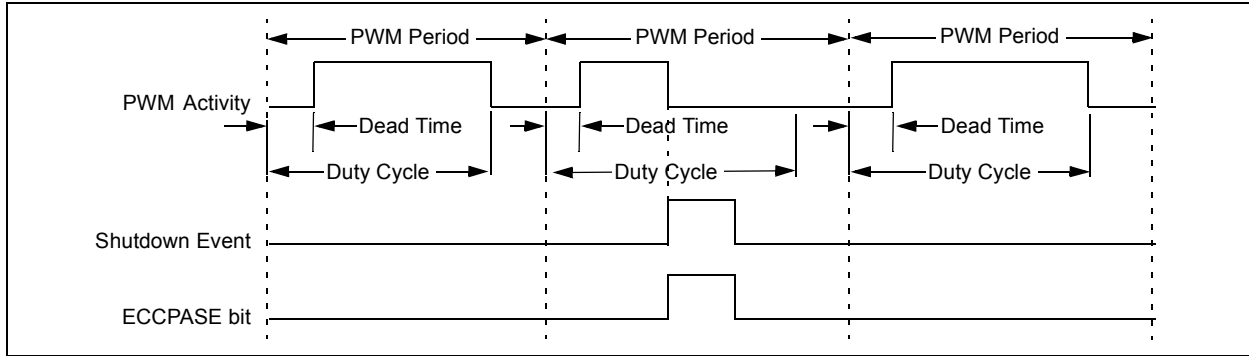 PWM Period PWM Period PWM Period
PWM Activity
Dead Time Dead Time Dead Time
Duty Cycle Duty Cycle Duty Cycle
Shutdown Event
ECCPASE bit